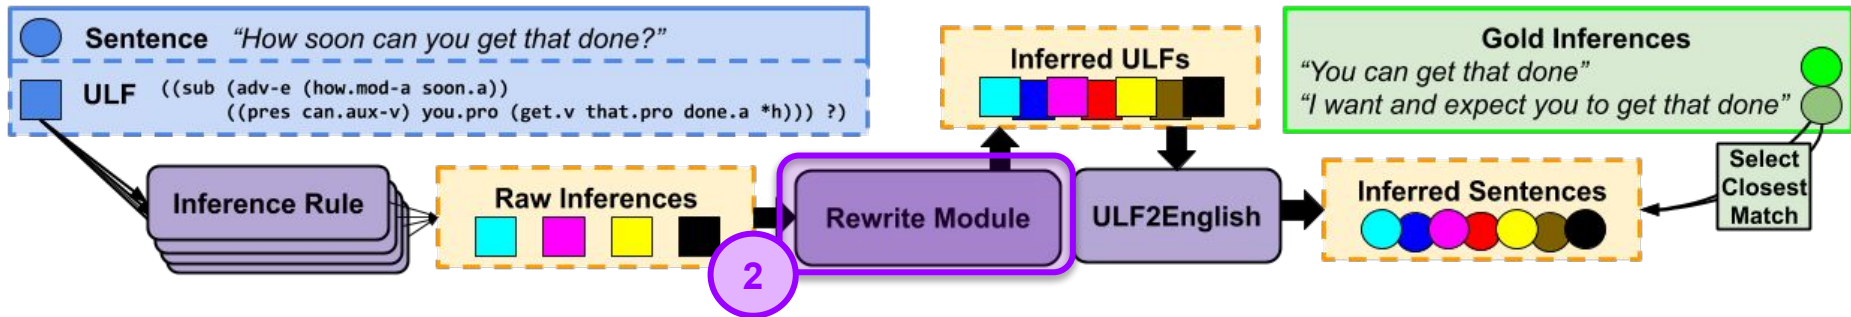 Sentence “How soon can you get that done?”
ULF ((sub (adv-e (how.mod-a soon.a))
((pres can.aux-v) you.pro (get.v that.pro done.a *h))) ?)
Inference Rule
Raw Inferences
2
Rewrite Module
Inferred ULFs
ULF2English
Gold Inferences
“You can get that done”
“I want and expect you to get that done”
Select
Closest
Match
Inferred Sentences